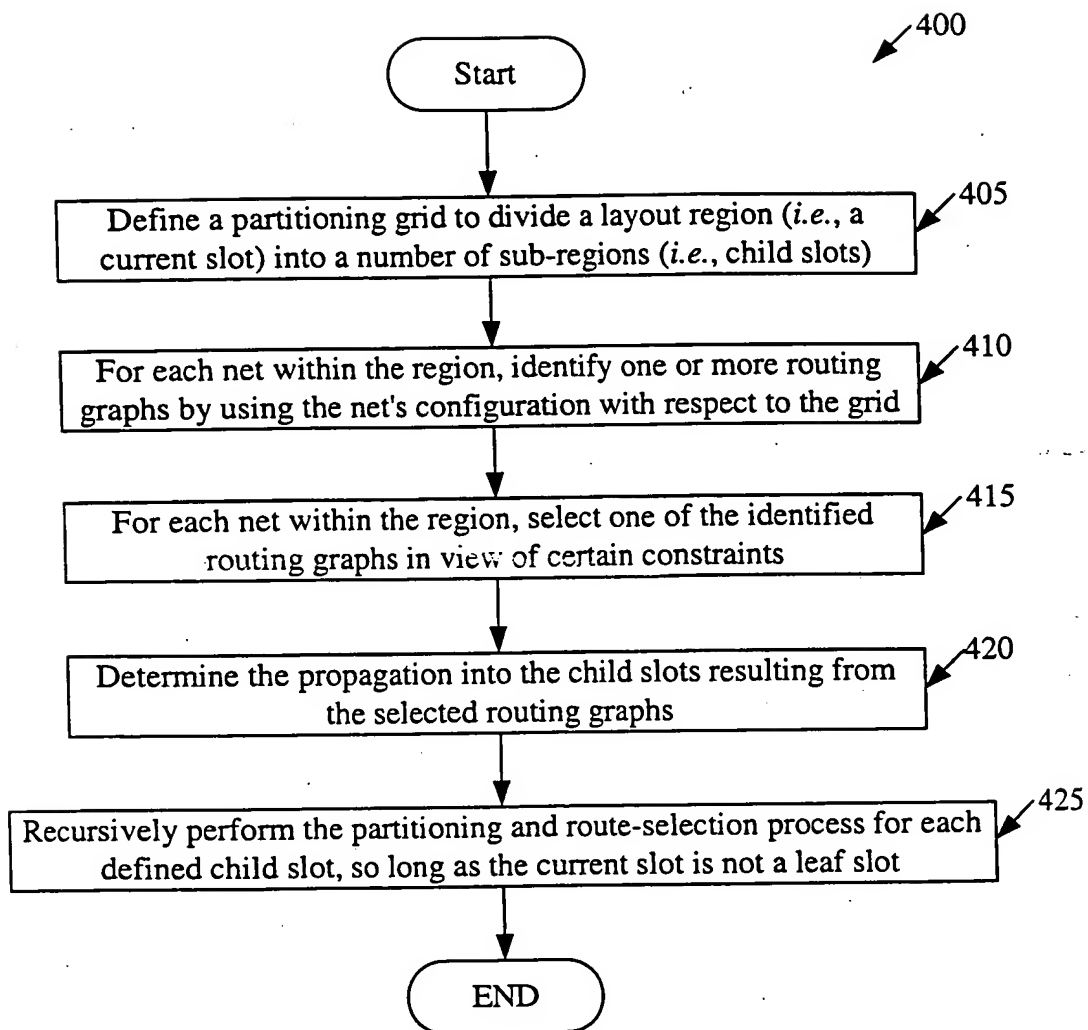 400
Start
405
Define a partitioning grid to divide a layout region (i.e., a
current slot) into a number of sub-regions (i.e., child slots)
410
For each net within the region, identify one or more routing
graphs by using the net's configuration with respect to the grid
415
For each net within the region, select one of the identified
routing graphs in view of certain constraints
420
Determine the propagation into the child slots resulting from
the selected routing graphs
425
Recursively perform the partitioning and route-selection process for each
defined child slot, so long as the current slot is not a leaf slot
END